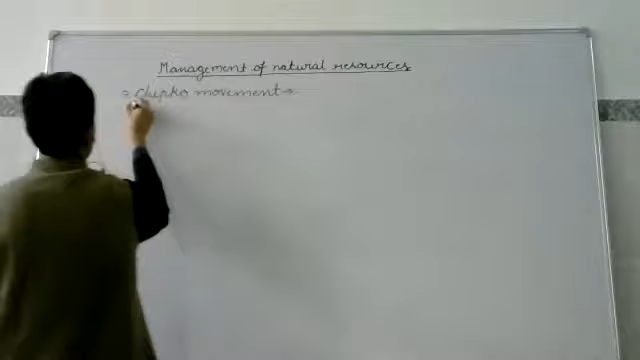 Management of natural resources
= chipko movement →